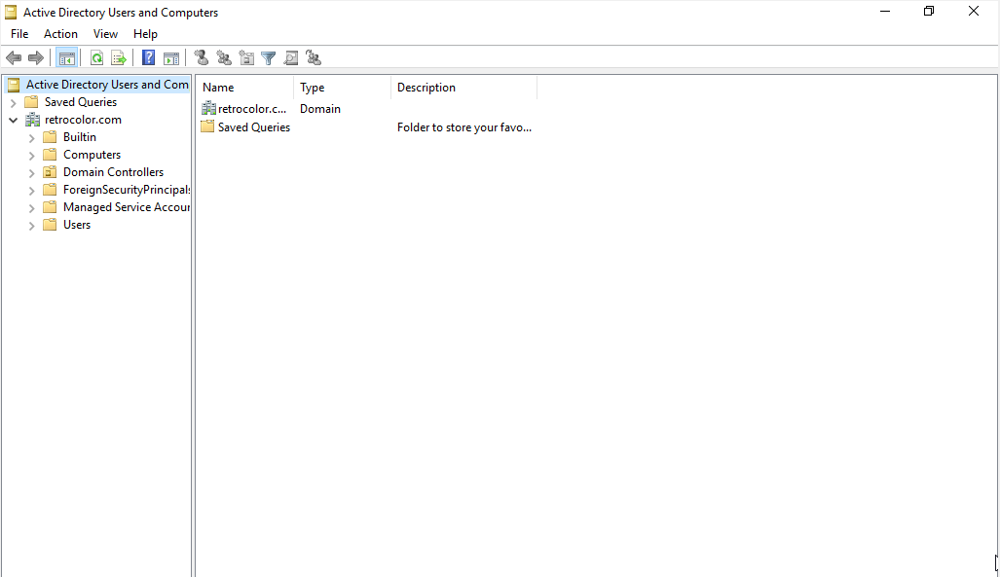 Active Directory Users and Computers
File Action View Help
Active Directory Users and Com
Saved Queries
retrocolor.com
Builtin
Computers
Domain Controllers
ForeignSecurityPrincipals
Managed Service Accoun
Users
Name Type Description
retrocolor.c... Domain
Saved Queries Folder to store your favo...